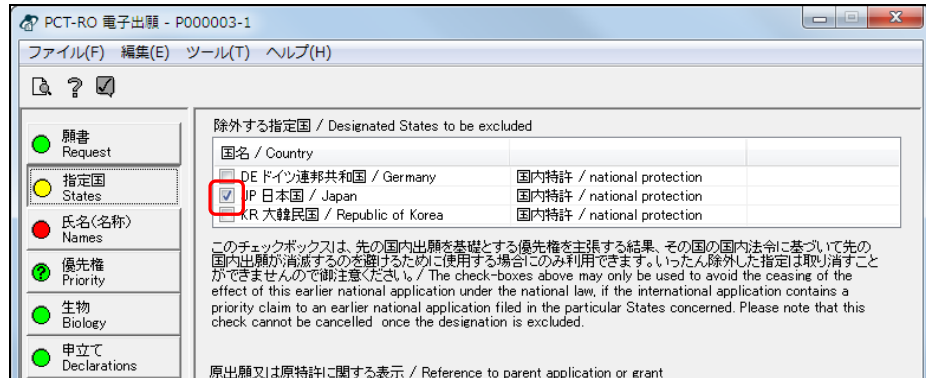 PCT-RO 電子出願 - P000003-1
ファイル(F) 編集(E) ツール(T) ヘルプ(H)
願書
Request
指定国
States
氏名(名称)
Names
優先権
Priority
生物
Biology
申立て
Declarations
除外する指定国 / Designated States to be excluded
国名 / Country
DE ドイツ連邦共和国 / Germany 国内特許 / national protection
JP 日本国 / Japan 国内特許 / national protection
KR 大韓民国 / Republic of Korea 国内特許 / national protection
このチェックボックスは、先の国内出願を基礎とする優先権を主張する結果、その国の国内法令に基づいて先の
国内出願が消滅するのを避けるために使用する場合にのみ利用できます。いったん除外した指定は取り消すこと
ができませんので御注意ください。/ The check-boxes above may only be used to avoid the ceasing of the
effect of this earlier national application under the national law, if the international application contains a
priority claim to an earlier national application filed in the particular States concerned. Please note that this
check cannot be cancelled once the designation is excluded.
原出願又は原特許に関する表示 / Reference to parent application or grant